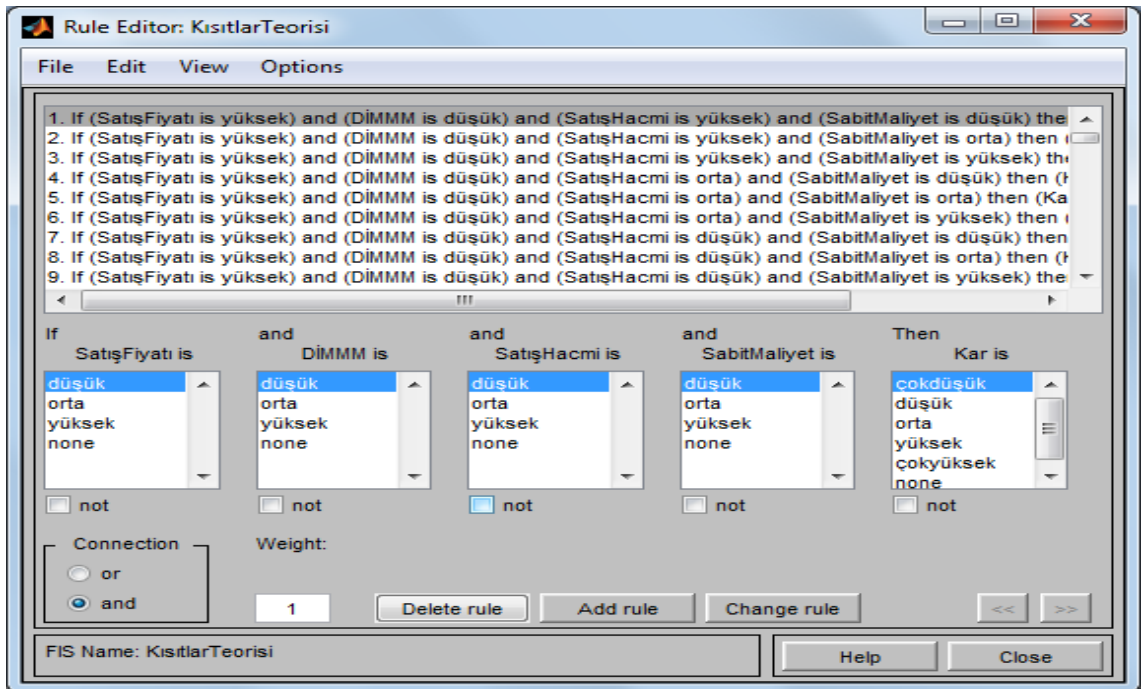 Rule Editor: KısıtlarTeorisi
File Edit View Options
1. If (SatışFiyatı is yüksek) and (DİMMM is düşük) and (SatışHacmi is yüksek) and (SabitMaliyet is düşük) the
2. If (SatışFiyatı is yüksek) and (DİMMM is düşük) and (SatışHacmi is yüksek) and (SabitMaliyet is orta) then (
3. If (SatışFiyatı is yüksek) and (DİMMM is düşük) and (SatışHacmi is yüksek) and (SabitMaliyet is yüksek) th
4. If (SatışFiyatı is yüksek) and (DİMMM is düşük) and (SatışHacmi is orta) and (SabitMaliyet is düşük) then (K
5. If (SatışFiyatı is yüksek) and (DİMMM is düşük) and (SatışHacmi is orta) and (SabitMaliyet is orta) then (Ka
6. If (SatışFiyatı is yüksek) and (DİMMM is düşük) and (SatışHacmi is orta) and (SabitMaliyet is yüksek) then (
7. If (SatışFiyatı is yüksek) and (DİMMM is düşük) and (SatışHacmi is düşük) and (SabitMaliyet is düşük) then
8. If (SatışFiyatı is yüksek) and (DİMMM is düşük) and (SatışHacmi is düşük) and (SabitMaliyet is orta) then (K
9. If (SatışFiyatı is yüksek) and (DİMMM is düşük) and (SatışHacmi is düşük) and (SabitMaliyet is yüksek) the
If and and and Then
SatışFiyatı is DİMMM is SatışHacmi is SabitMaliyet is Kar is
düşük düşük düşük düşük çokdüşük
orta orta orta orta düşük
yüksek yüksek yüksek yüksek orta
none none none none yüksek
çokyüksek
none
not not not not not
Connection Weight:
or
and 1 Delete rule Add rule Change rule << >>
FIS Name: KısıtlarTeorisi Help Close